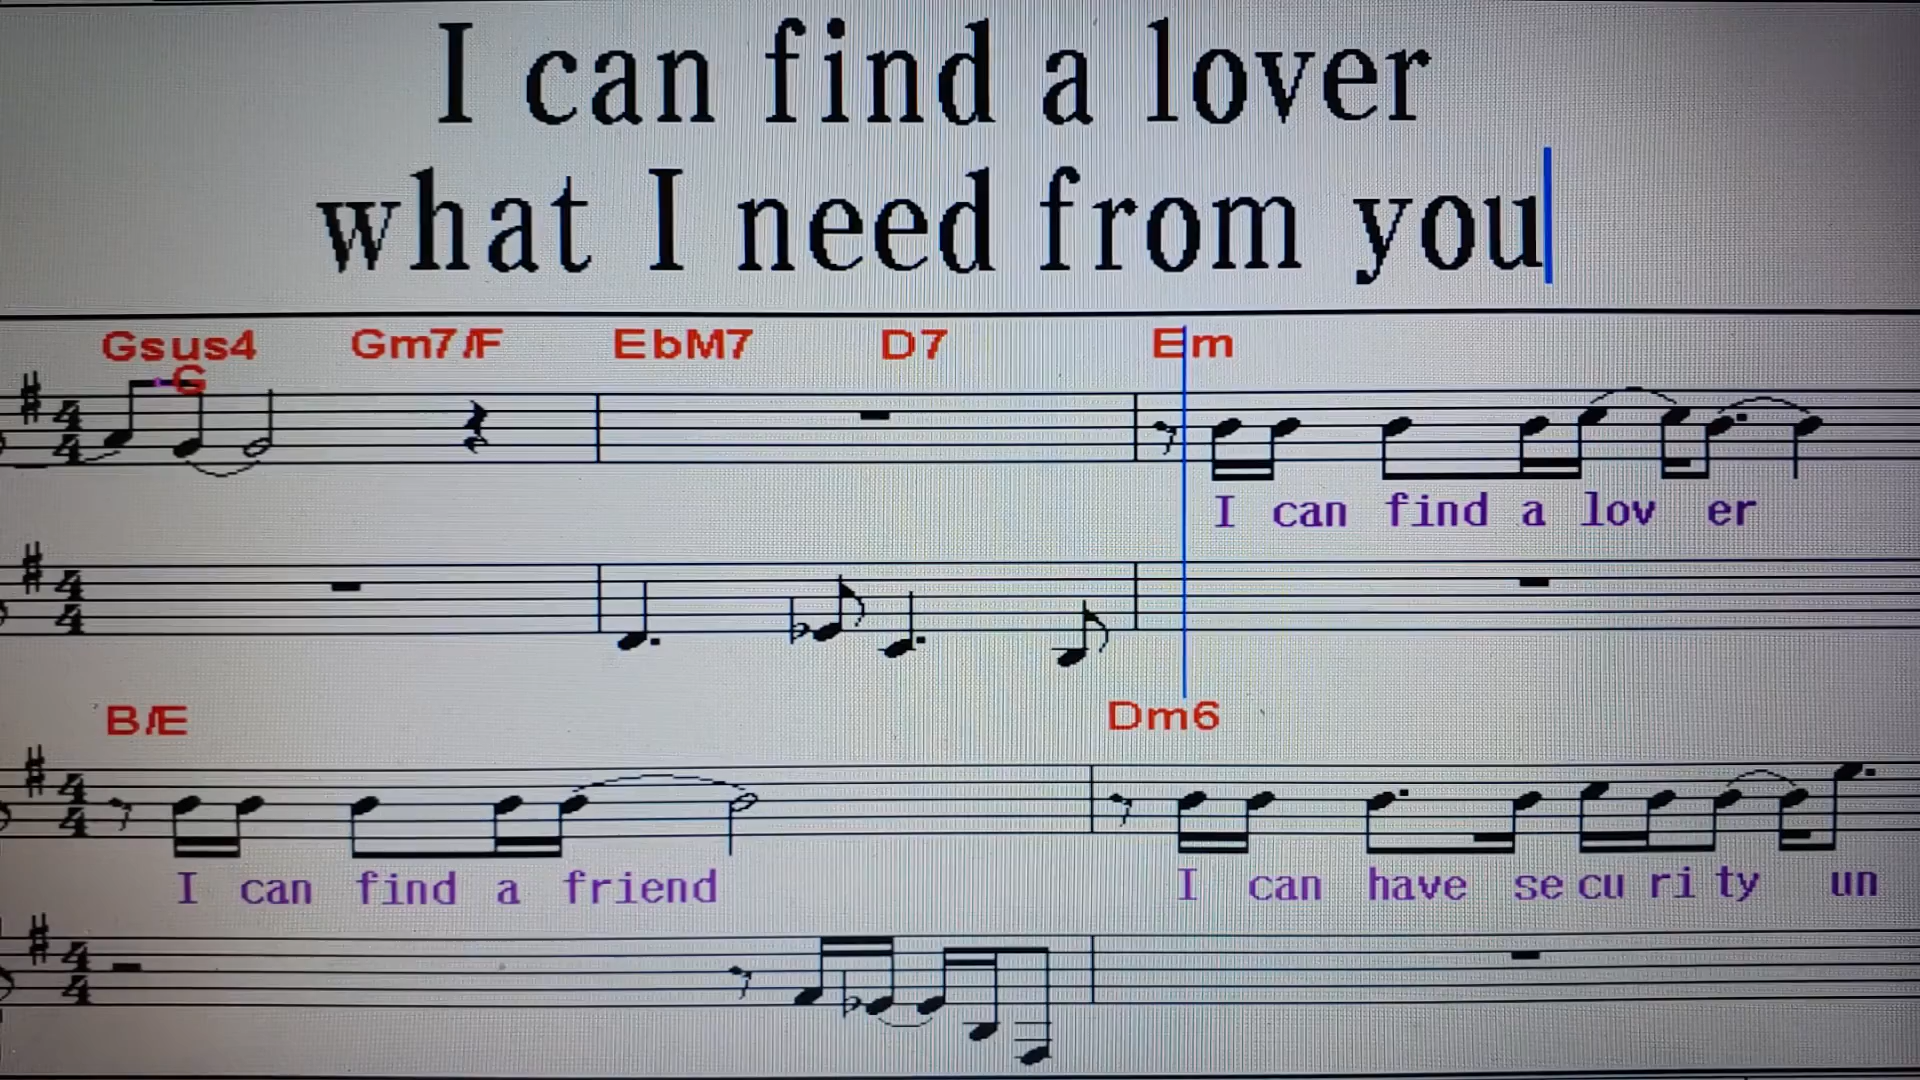 I can find a lover
what I need from you
Gsus4 Gm7/F EbM7 D7 Em
G
I can find a lov er
B/E Dm6
I can find a friend I can have se cu ri ty un